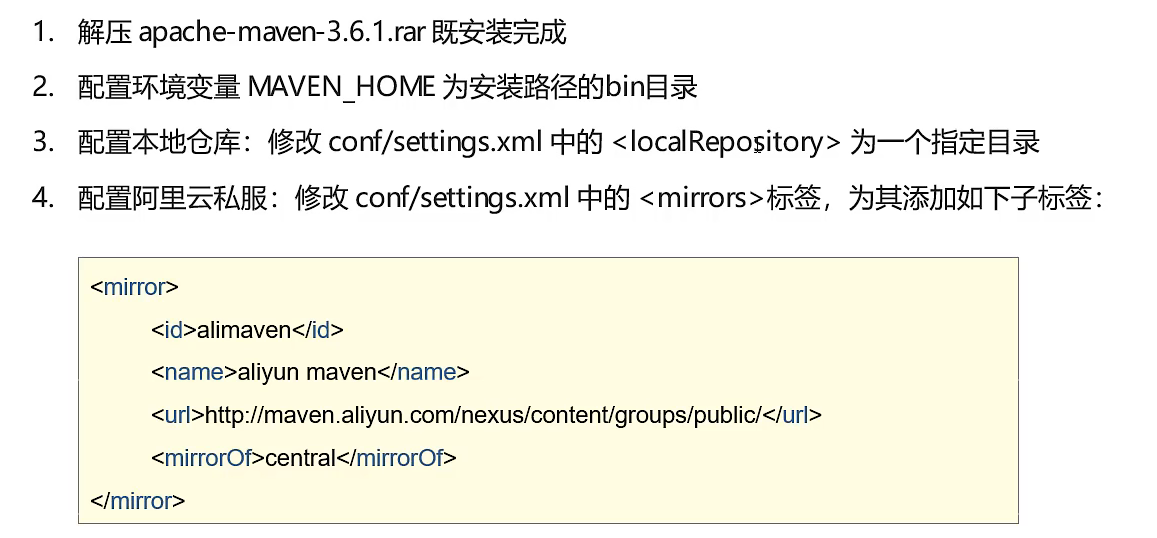 1. 解压 apache-maven-3.6.1.rar 既安装完成
2. 配置环境变量 MAVEN_HOME 为安装路径的bin目录
3. 配置本地仓库：修改 conf/settings.xml 中的 <localRepository> 为一个指定目录
4. 配置阿里云私服：修改 conf/settings.xml 中的 <mirrors>标签，为其添加如下子标签：
<mirror>
<id>alimaven</id>
<name>aliyun maven</name>
<url>http://maven.aliyun.com/nexus/content/groups/public/</url>
<mirrorOf>central</mirrorOf>
</mirror>